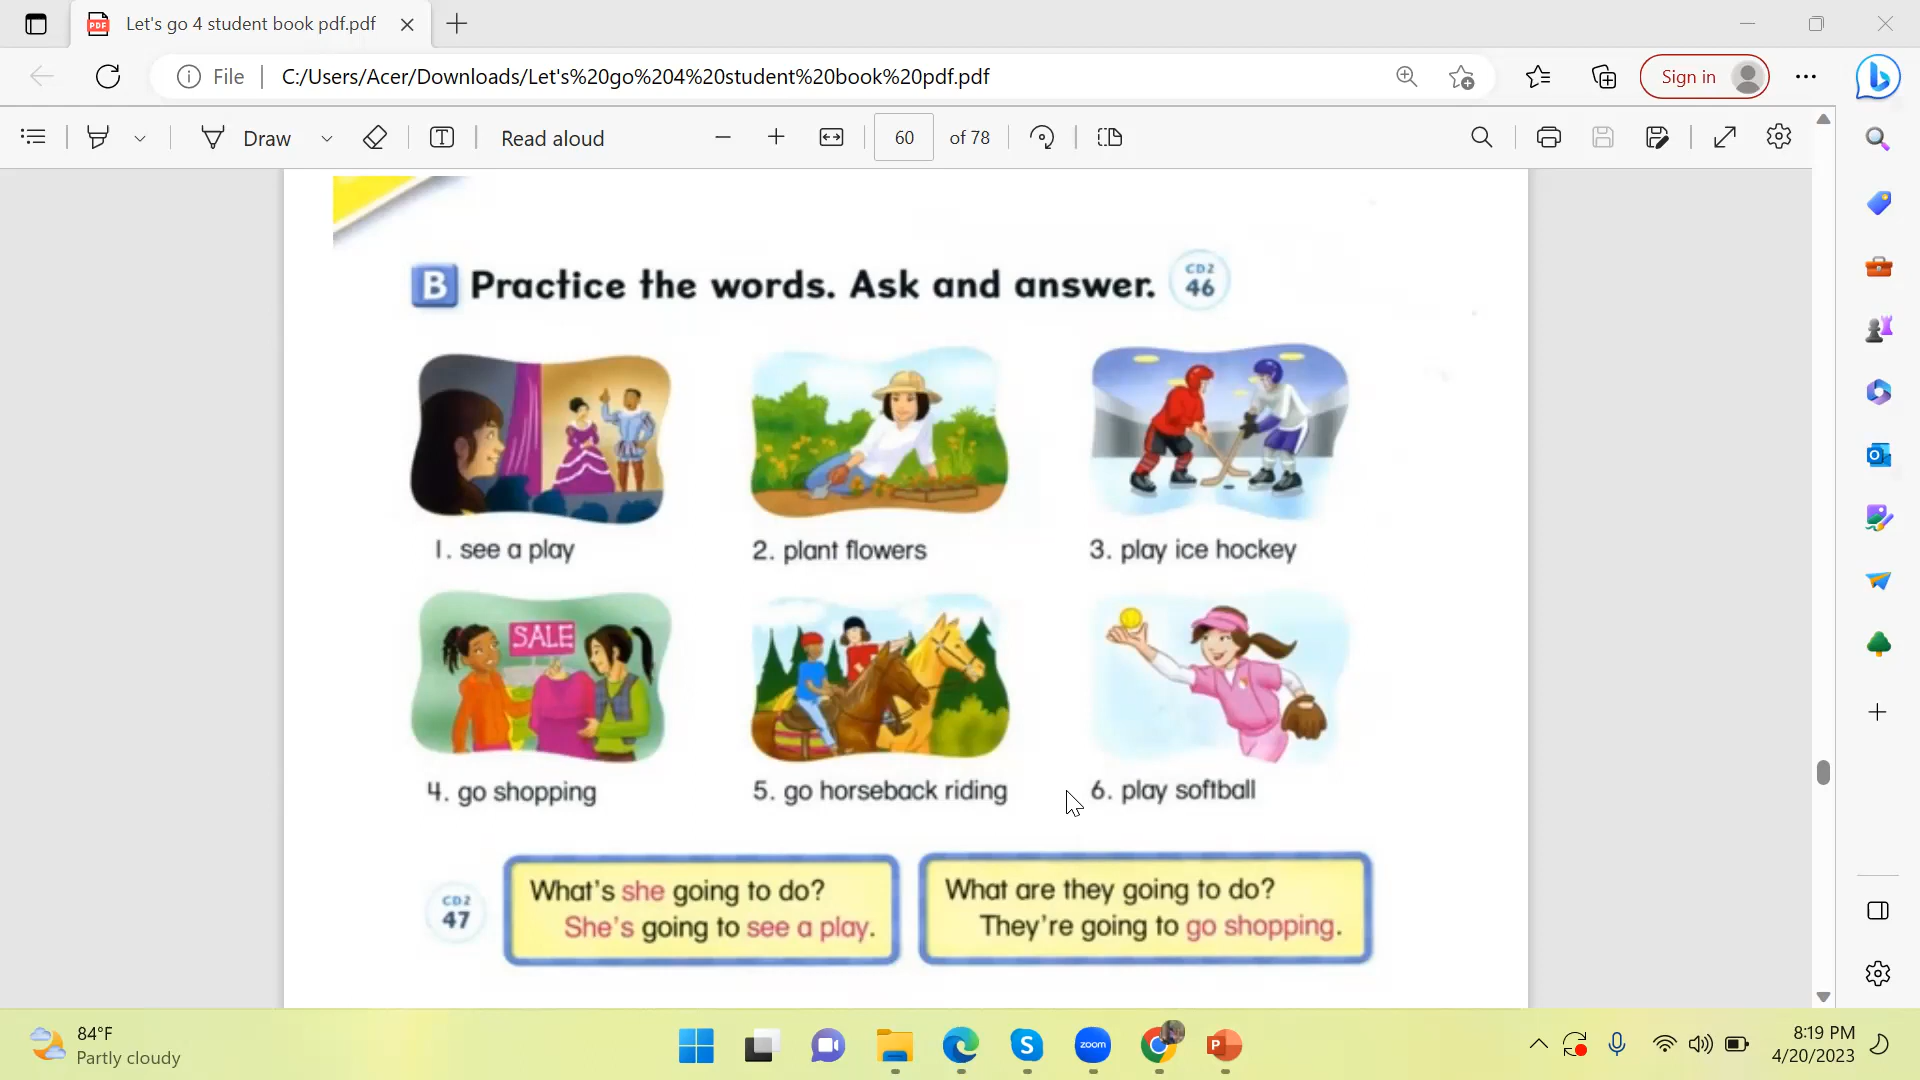 Let's go 4 student book pdf.pdf
File
C:/Users/Acer/Downloads/Let's%20go%204%20student%20book%20pdf.pdf
Sign in
Draw
Read aloud
60 of 78
B Practice the words. Ask and answer. CD2 46
1. see a play
2. plant flowers
3. play ice hockey
SALE
4. go shopping
5. go horseback riding
6. play softball
CD2
47
What's she going to do?
She's going to see a play.
What are they going to do?
They're going to go shopping.
84°F
Partly cloudy
zoom
8:19 PM
4/20/2023